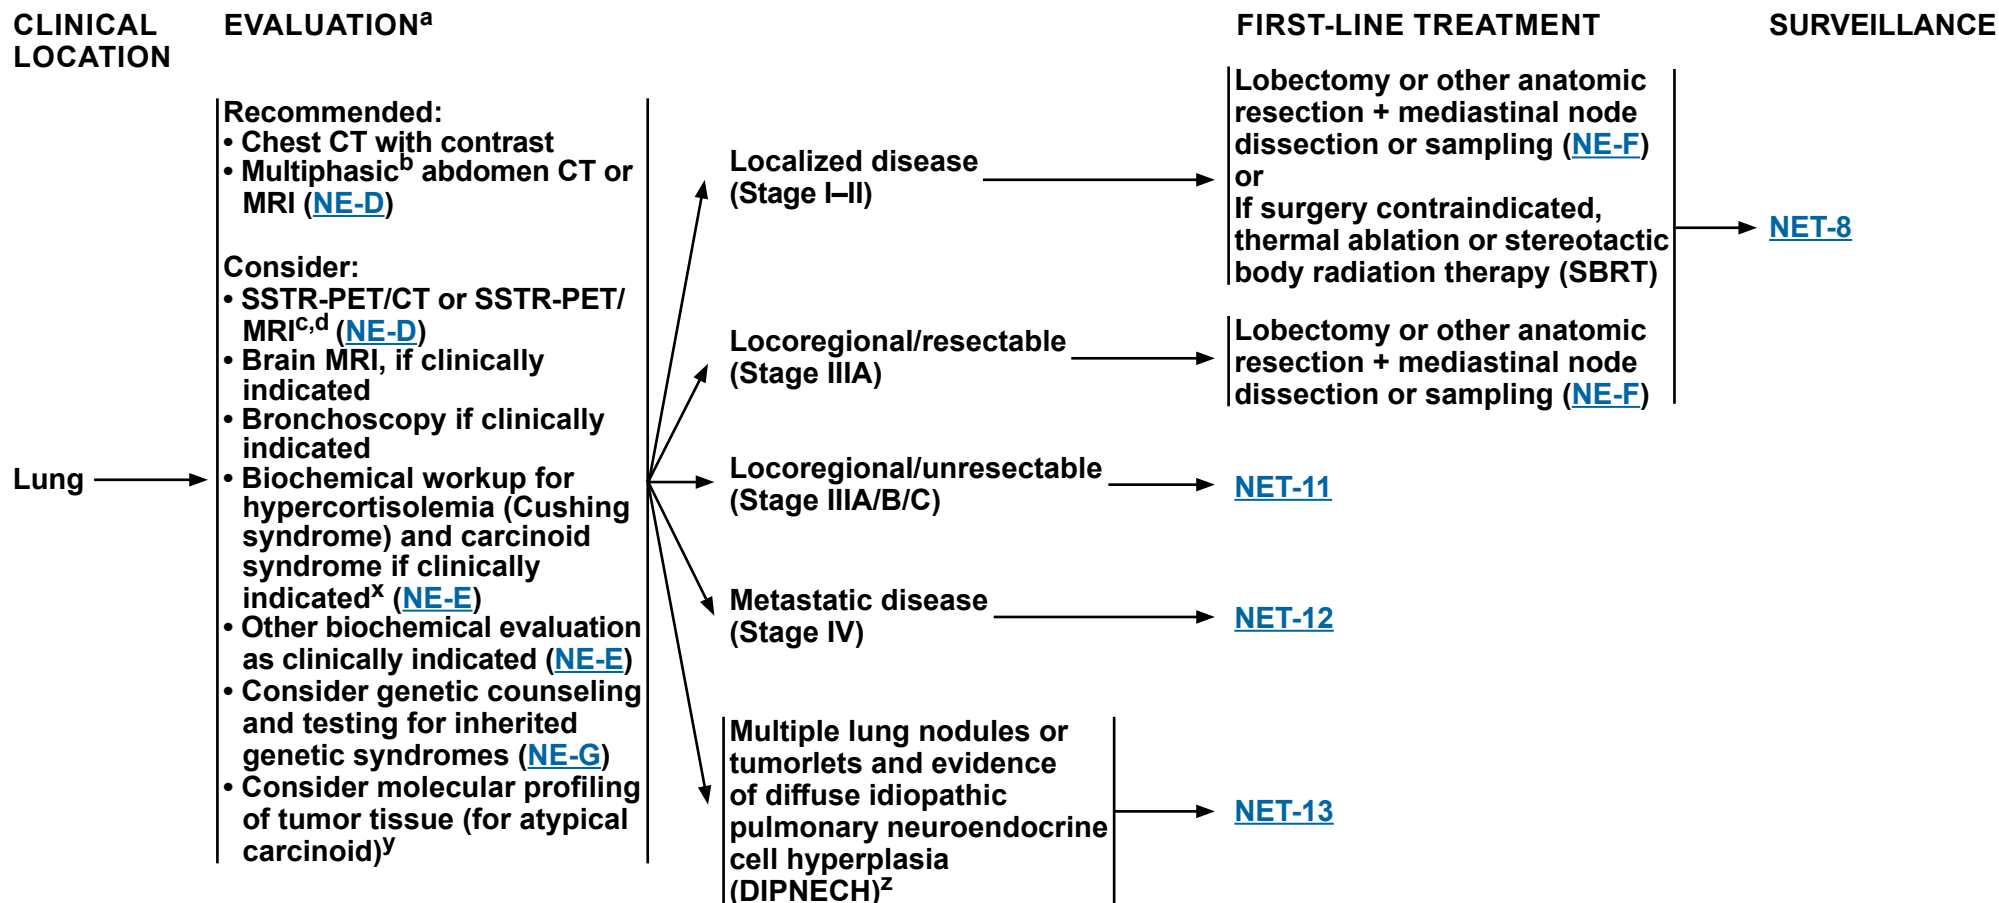 CLINICAL
LOCATION
EVALUATIONa
FIRST-LINE TREATMENT
SURVEILLANCE
Lung
Recommended:
• Chest CT with contrast
• Multiphasicb abdomen CT or
MRI (NE-D)
Consider:
• SSTR-PET/CT or SSTR-PET/
MRIc,d (NE-D)
• Brain MRI, if clinically
indicated
• Bronchoscopy if clinically
indicated
• Biochemical workup for
hypercortisolemia (Cushing
syndrome) and carcinoid
syndrome if clinically
indicatedx (NE-E)
• Other biochemical evaluation
as clinically indicated (NE-E)
• Consider genetic counseling
and testing for inherited
genetic syndromes (NE-G)
• Consider molecular profiling
of tumor tissue (for atypical
carcinoid)y
Localized disease
(Stage I–II)
Lobectomy or other anatomic
resection + mediastinal node
dissection or sampling (NE-F)
or
If surgery contraindicated,
thermal ablation or stereotactic
body radiation therapy (SBRT)
NET-8
Locoregional/resectable
(Stage IIIA)
Lobectomy or other anatomic
resection + mediastinal node
dissection or sampling (NE-F)
Locoregional/unresectable
(Stage IIIA/B/C)
NET-11
Metastatic disease
(Stage IV)
NET-12
Multiple lung nodules or
tumorlets and evidence
of diffuse idiopathic
pulmonary neuroendocrine
cell hyperplasia
(DIPNECH)z
NET-13